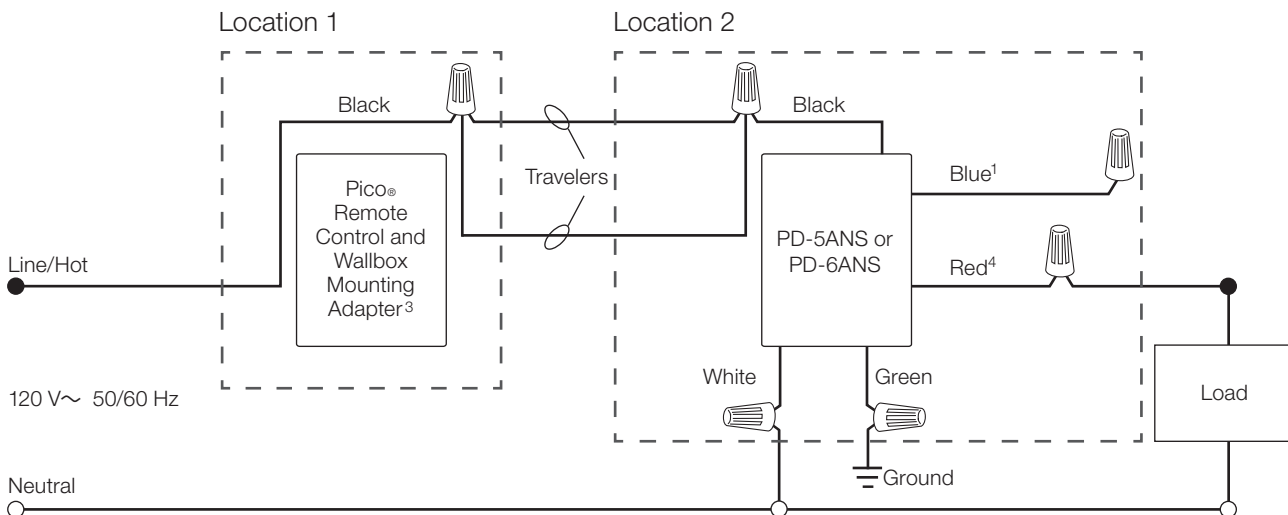 Location 1
Location 2
Black
Black
Travelers
Blue¹
Pico®
Remote
Control and
Wallbox
Mounting
Adapter³
PD-5ANS or
PD-6ANS
Line/Hot
Red⁴
White
Green
Load
120 V~ 50/60 Hz
Ground
Neutral